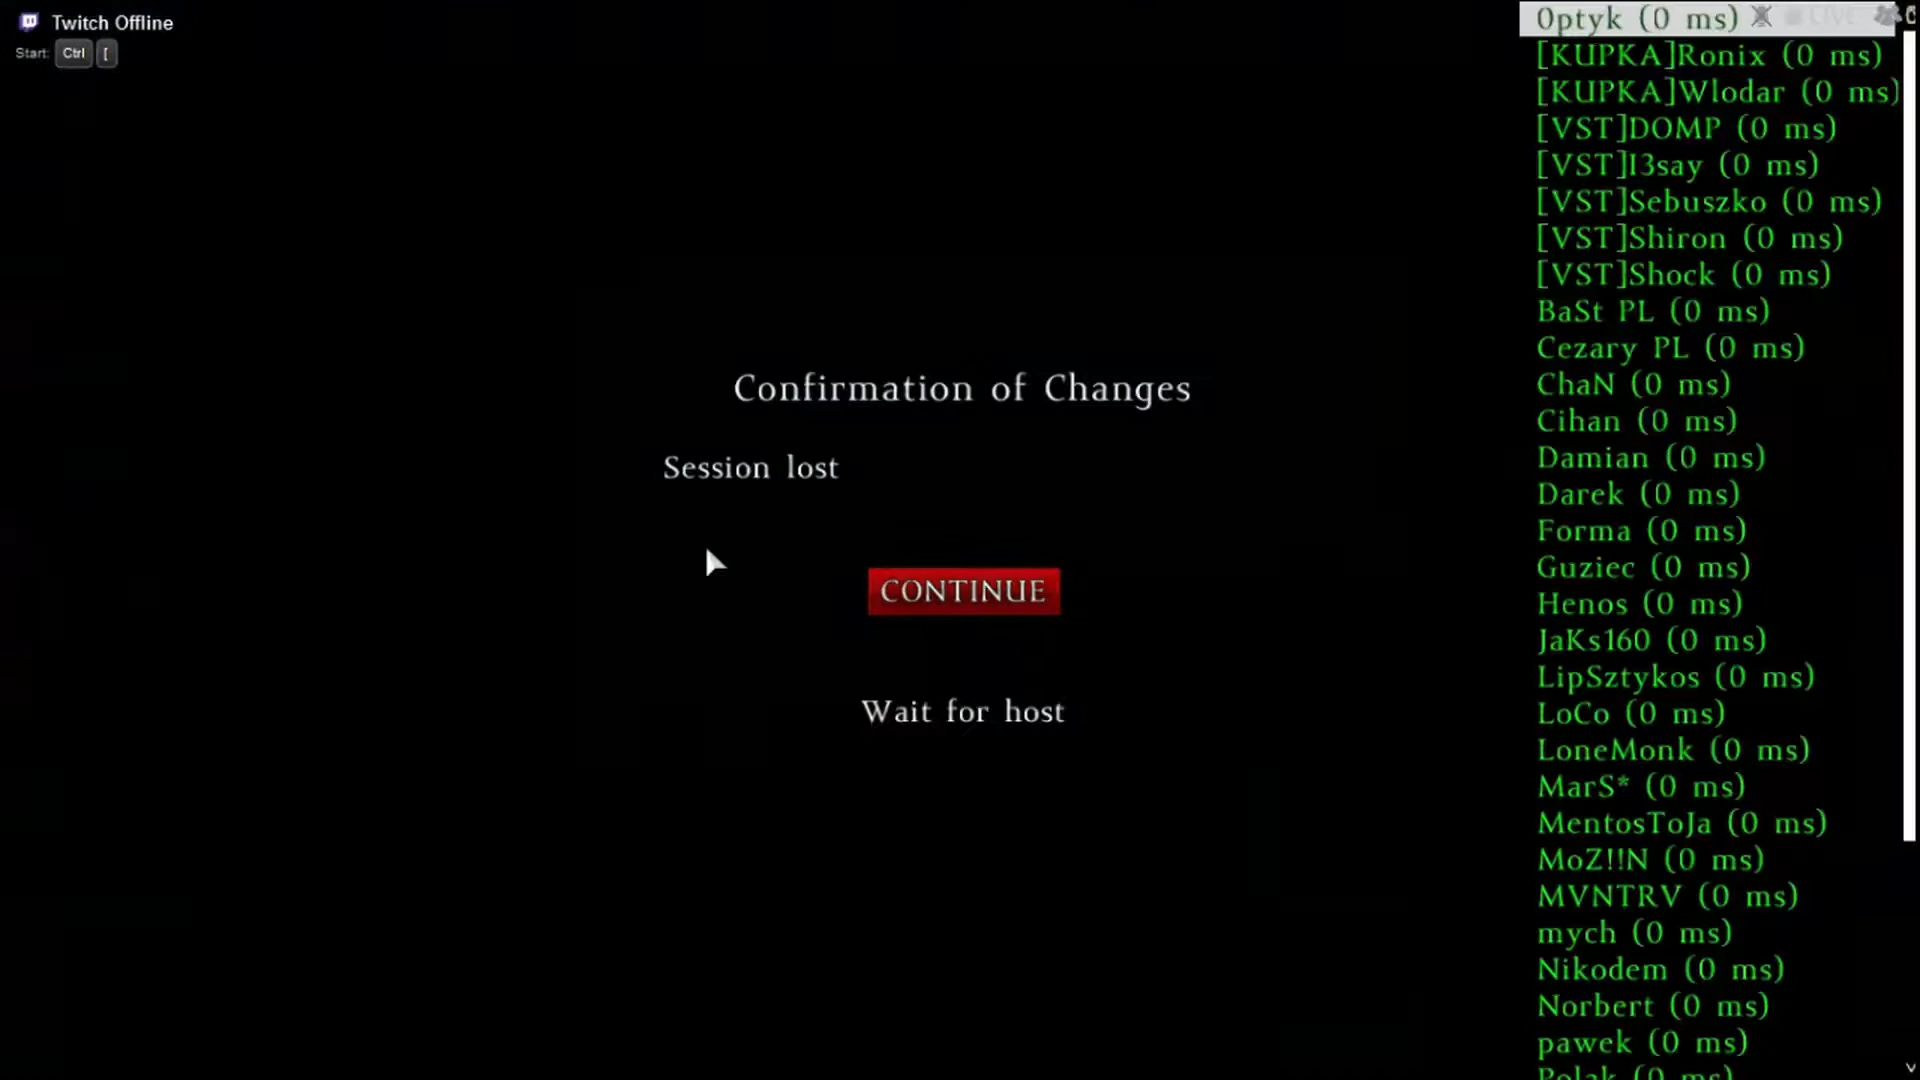 Twitch Offline
Start: Ctrl [
Confirmation of Changes
Session lost
CONTINUE
Wait for host
0ptyk (0 ms)
LIVE
[KUPKA]Ronix (0 ms)
[KUPKA]Wlodar (0 ms)
[VST]DOMP (0 ms)
[VST]I3say (0 ms)
[VST]Sebuszko (0 ms)
[VST]Shiron (0 ms)
[VST]Shock (0 ms)
BaSt PL (0 ms)
Cezary PL (0 ms)
ChaN (0 ms)
Cihan (0 ms)
Damian (0 ms)
Darek (0 ms)
Forma (0 ms)
Guziec (0 ms)
Henos (0 ms)
JaKs160 (0 ms)
LipSztykos (0 ms)
LoCo (0 ms)
LoneMonk (0 ms)
MarS* (0 ms)
MentosToJa (0 ms)
MoZ!!N (0 ms)
MVNTRV (0 ms)
mych (0 ms)
Nikodem (0 ms)
Norbert (0 ms)
pawek (0 ms)
Polak (0 ms)